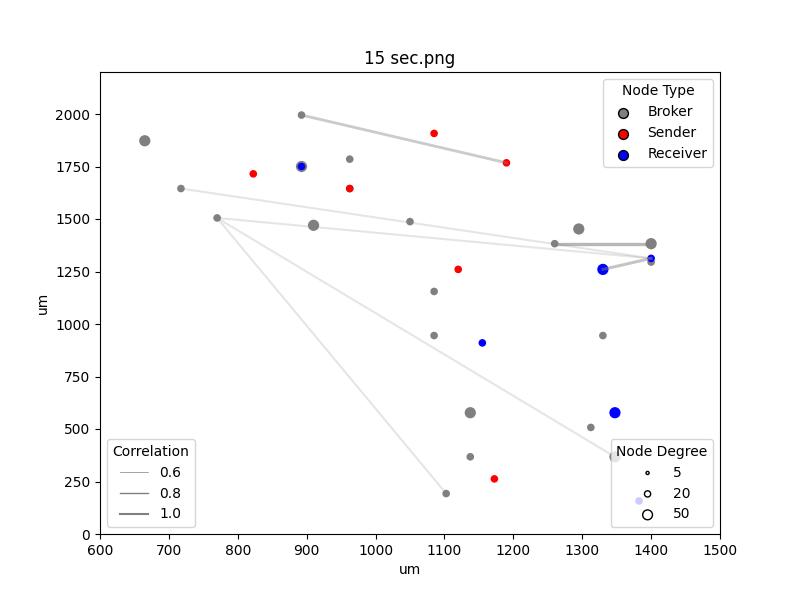 15 sec.png
Node Type
Broker
Sender
Receiver
2000
1750
1500
1250
1000
750
500
250
0
um
Correlation
0.6
0.8
1.0
Node Degree
5
20
50
600 700 800 900 1000 1100 1200 1300 1400 1500
um